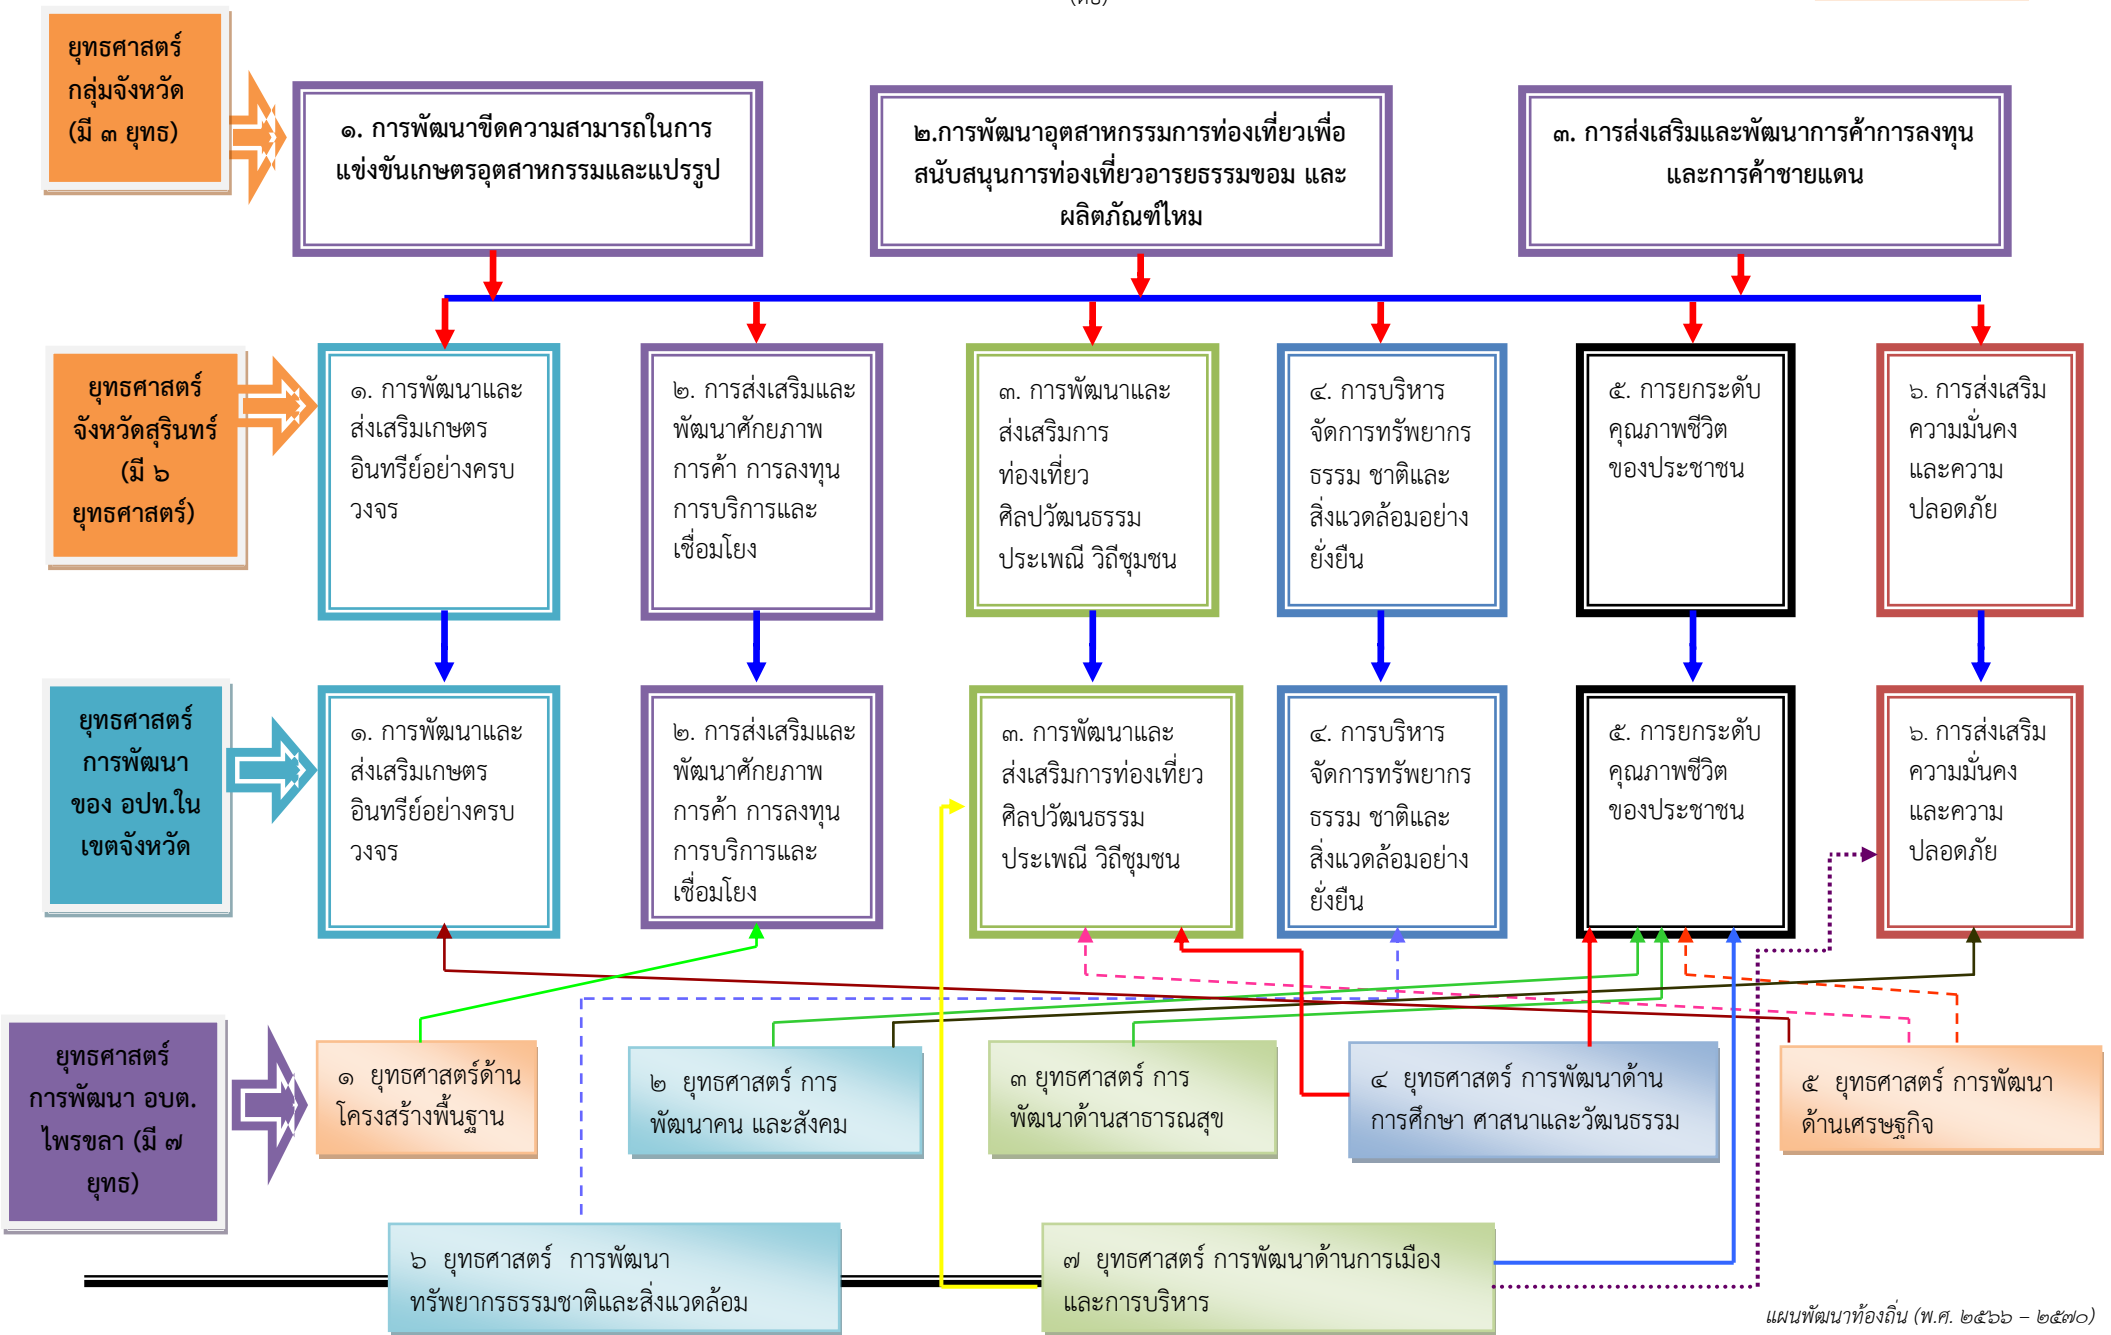 (ต่อ)
ยุทธศาสตร์
กลุ่มจังหวัด
(มี ๓ ยุทธ)
๑. การพัฒนาขีดความสามารถในการ
แข่งขันเกษตรอุตสาหกรรมและแปรรูป
๒.การพัฒนาอุตสาหกรรมการท่องเที่ยวเพื่อ
สนับสนุนการท่องเที่ยวอารยธรรมขอม และ
ผลิตภัณฑ์ไหม
๓. การส่งเสริมและพัฒนาการค้าการลงทุน
และการค้าชายแดน
ยุทธศาสตร์
จังหวัดสุรินทร์
(มี ๖
ยุทธศาสตร์)
๑. การพัฒนาและ
ส่งเสริมเกษตร
อินทรีย์อย่างครบ
วงจร
๒. การส่งเสริมและ
พัฒนาศักยภาพ
การค้า การลงทุน
การบริการและ
เชื่อมโยง
๓. การพัฒนาและ
ส่งเสริมการ
ท่องเที่ยว
ศิลปวัฒนธรรม
ประเพณี วิถีชุมชน
๔. การบริหาร
จัดการทรัพยากร
ธรรม ชาติและ
สิ่งแวดล้อมอย่าง
ยั่งยืน
๕. การยกระดับ
คุณภาพชีวิต
ของประชาชน
๖. การส่งเสริม
ความมั่นคง
และความ
ปลอดภัย
ยุทธศาสตร์
การพัฒนา
ของ อปท.ใน
เขตจังหวัด
๑. การพัฒนาและ
ส่งเสริมเกษตร
อินทรีย์อย่างครบ
วงจร
๒. การส่งเสริมและ
พัฒนาศักยภาพ
การค้า การลงทุน
การบริการและ
เชื่อมโยง
๓. การพัฒนาและ
ส่งเสริมการท่องเที่ยว
ศิลปวัฒนธรรม
ประเพณี วิถีชุมชน
๔. การบริหาร
จัดการทรัพยากร
ธรรม ชาติและ
สิ่งแวดล้อมอย่าง
ยั่งยืน
๕. การยกระดับ
คุณภาพชีวิต
ของประชาชน
๖. การส่งเสริม
ความมั่นคง
และความ
ปลอดภัย
ยุทธศาสตร์
การพัฒนา อบต.
ไพรขลา (มี ๗
ยุทธ)
๑ ยุทธศาสตร์ด้าน
โครงสร้างพื้นฐาน
๒ ยุทธศาสตร์ การ
พัฒนาคน และสังคม
๓ ยุทธศาสตร์ การ
พัฒนาด้านสาธารณสุข
๔ ยุทธศาสตร์ การพัฒนาด้าน
การศึกษา ศาสนาและวัฒนธรรม
๕ ยุทธศาสตร์ การพัฒนา
ด้านเศรษฐกิจ
๖ ยุทธศาสตร์ การพัฒนา
ทรัพยากรธรรมชาติและสิ่งแวดล้อม
๗ ยุทธศาสตร์ การพัฒนาด้านการเมือง
และการบริหาร
แผนพัฒนาท้องถิ่น (พ.ศ. ๒๕๖๖ – ๒๕๗๐)